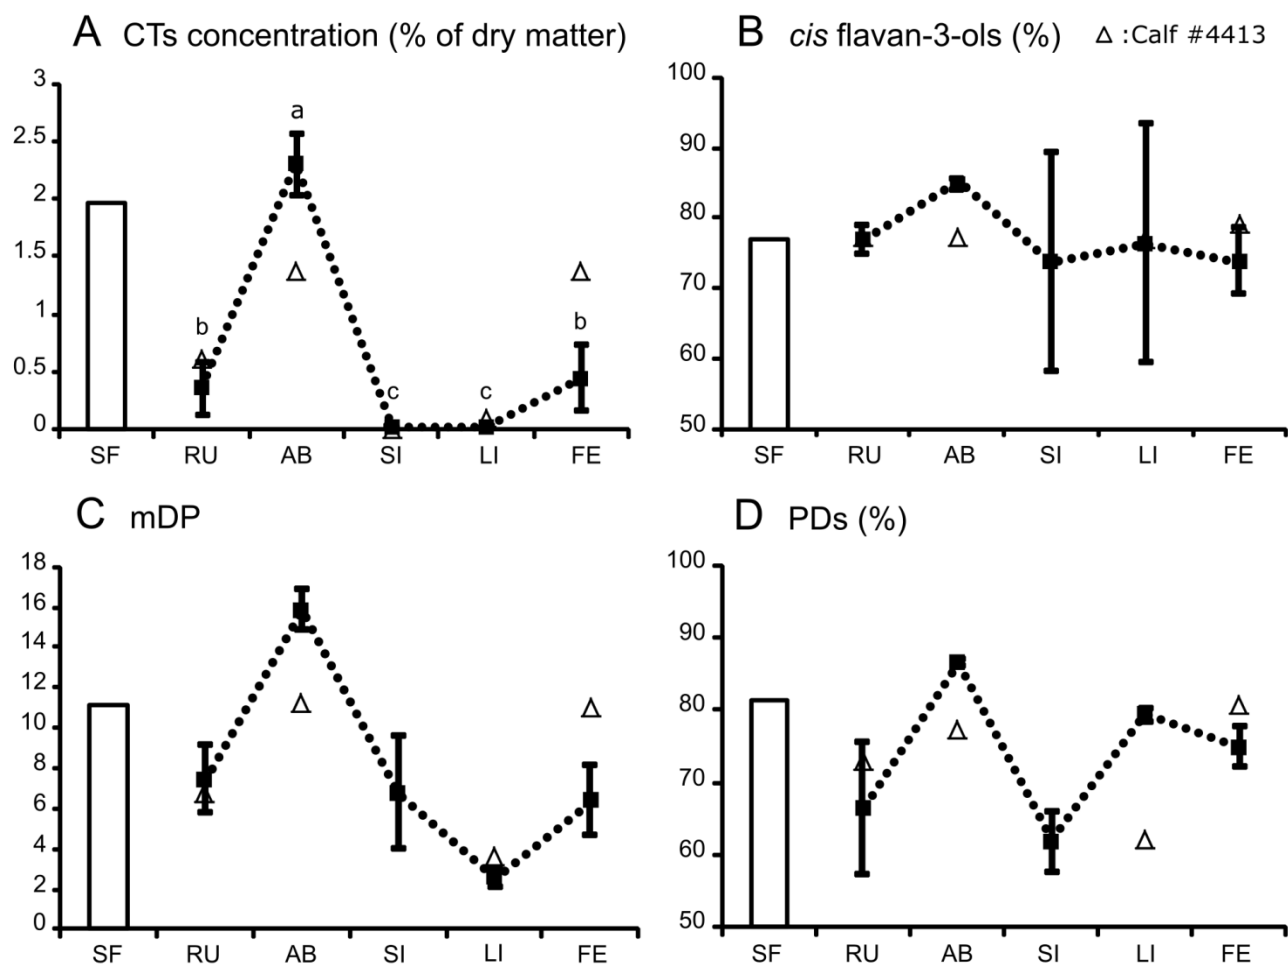 A CTs concentration (% of dry matter)
3
2.5
2
1.5
1
0.5
0
b
a
c
c
b
SF RU AB SI LI FE
B cis flavan-3-ols (%) △ :Calf #4413
100
90
80
70
60
50
SF RU AB SI LI FE
C mDP
18
16
14
12
10
8
6
4
2
0
SF RU AB SI LI FE
D PDs (%)
100
90
80
70
60
50
SF RU AB SI LI FE